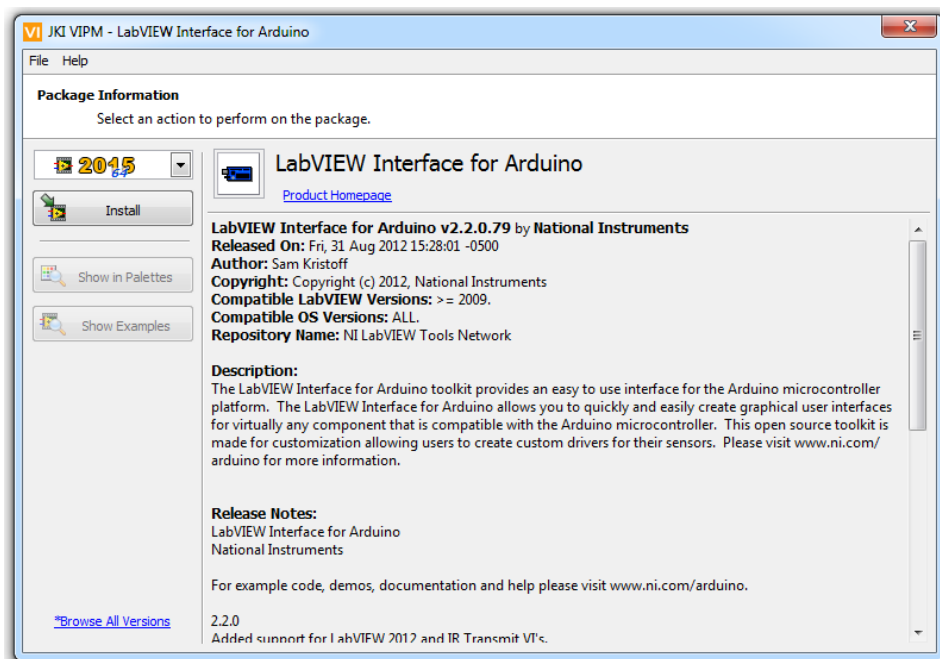 VI JKI VIPM - LabVIEW Interface for Arduino
File Help
Package Information
Select an action to perform on the package.
2015
64
Install
Show in Palettes
Show Examples
*Browse All Versions
LabVIEW Interface for Arduino
Product Homepage
LabVIEW Interface for Arduino v2.2.0.79 by National Instruments
Released On: Fri, 31 Aug 2012 15:28:01 -0500
Author: Sam Kristoff
Copyright: Copyright (c) 2012, National Instruments
Compatible LabVIEW Versions: >= 2009.
Compatible OS Versions: ALL.
Repository Name: NI LabVIEW Tools Network
Description:
The LabVIEW Interface for Arduino toolkit provides an easy to use interface for the Arduino microcontroller
platform. The LabVIEW Interface for Arduino allows you to quickly and easily create graphical user interfaces
for virtually any component that is compatible with the Arduino microcontroller. This open source toolkit is
made for customization allowing users to create custom drivers for their sensors. Please visit www.ni.com/
arduino for more information.
Release Notes:
LabVIEW Interface for Arduino
National Instruments
For example code, demos, documentation and help please visit www.ni.com/arduino.
2.2.0
Added support for LabVIEW 2012 and IR Transmit VI's.